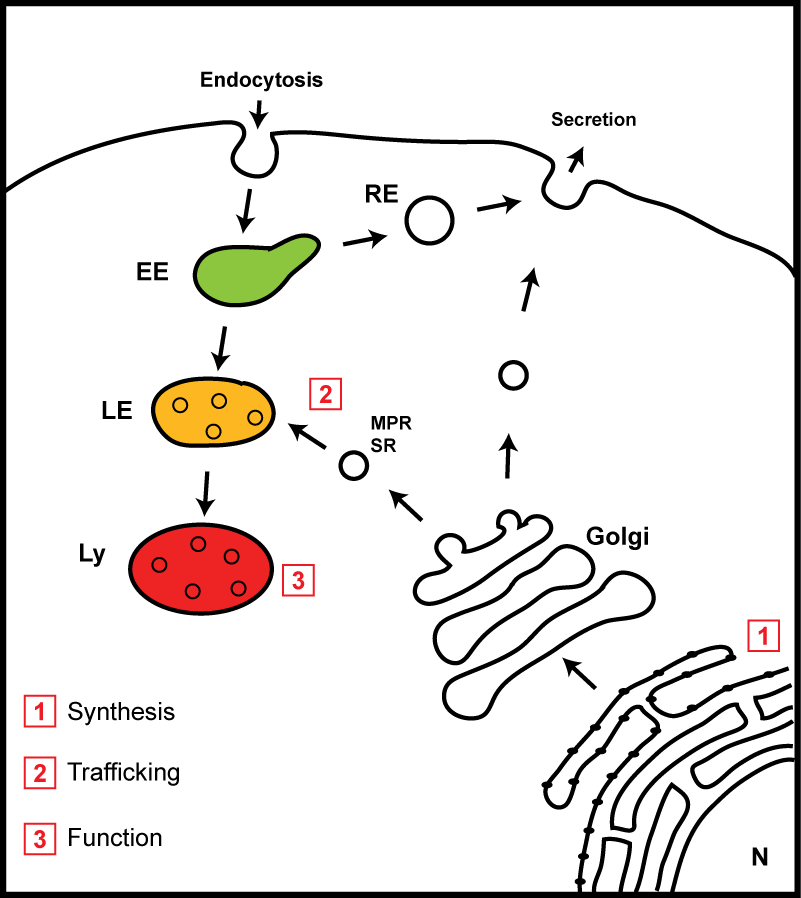 Endocytosis
Secretion
RE
EE
LE
2
MPR
SR
Golgi
Ly
3
1
1 Synthesis
2 Trafficking
3 Function
N